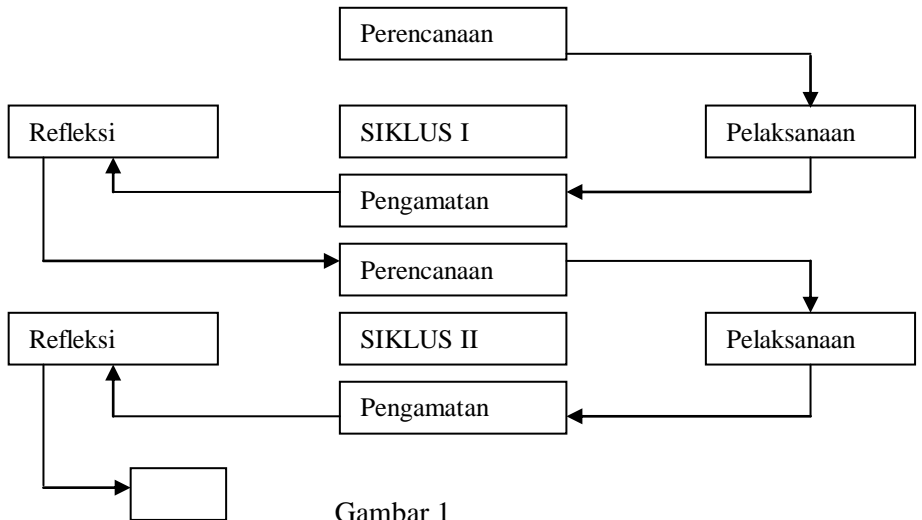 Perencanaan
Refleksi
SIKLUS I
Pelaksanaan
Pengamatan
Perencanaan
Refleksi
SIKLUS II
Pelaksanaan
Pengamatan
Gambar 1